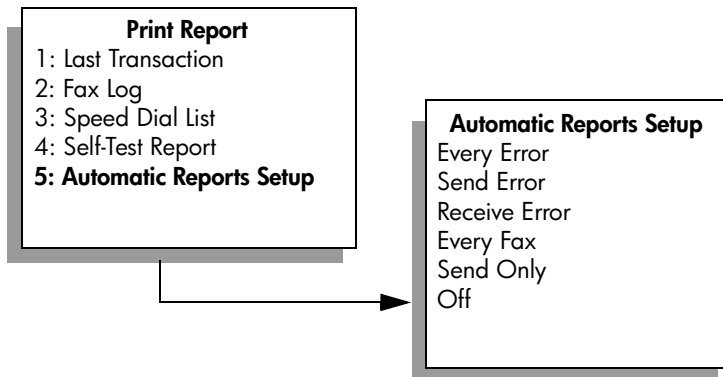 Print Report
1: Last Transaction
2: Fax Log
3: Speed Dial List
4: Self-Test Report
5: Automatic Reports Setup
Automatic Reports Setup
Every Error
Send Error
Receive Error
Every Fax
Send Only
Off